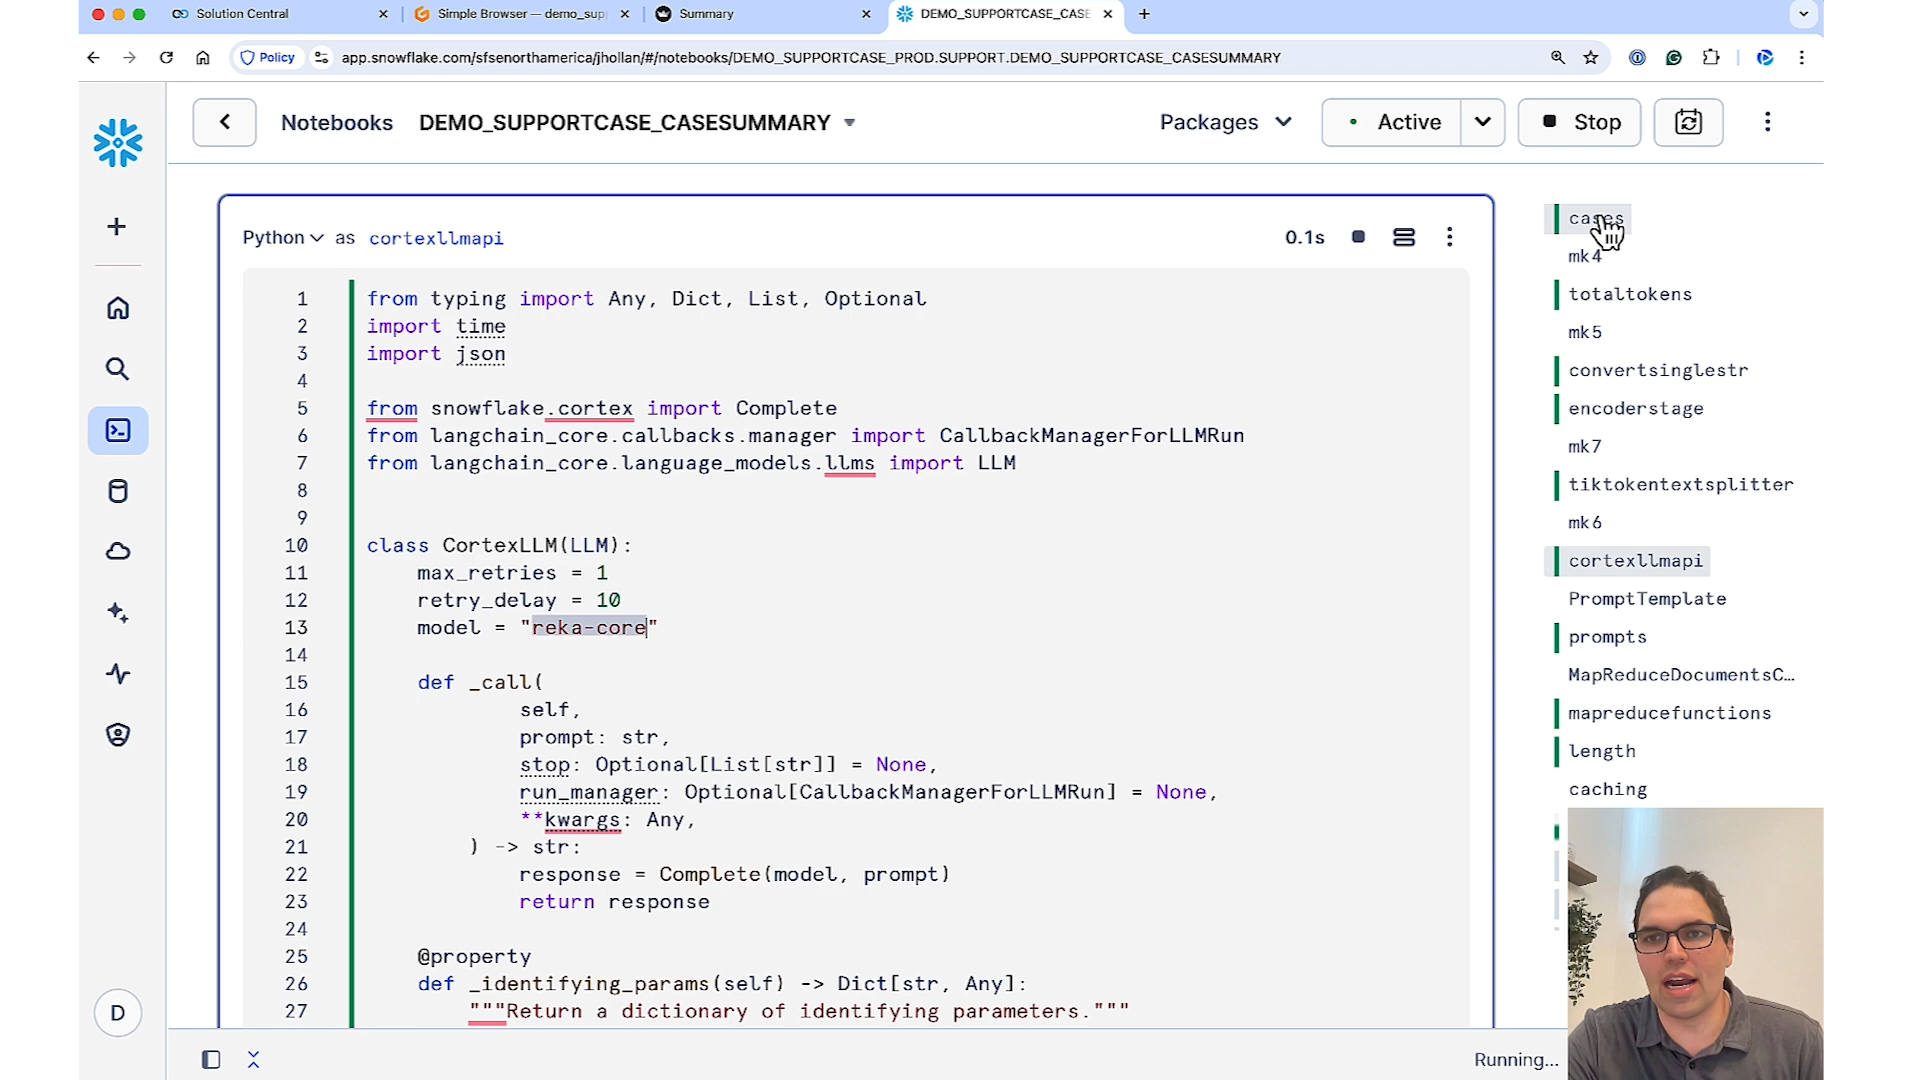 Solution Central
Simple Browser — demo_sup
Summary
DEMO_SUPPORTCASE_CASE
Policy
app.snowflake.com/sfsenorthamerica/jhollan/#/notebooks/DEMO_SUPPORTCASE_PROD.SUPPORT.DEMO_SUPPORTCASE_CASESUMMARY
Notebooks DEMO_SUPPORTCASE_CASESUMMARY
Packages
Active
Stop
Python as cortexllmapi
0.1s
1 from typing import Any, Dict, List, Optional
2 import time
3 import json
4
5 from snowflake.cortex import Complete
6 from langchain_core.callbacks.manager import CallbackManagerForLLMRun
7 from langchain_core.language_models.llms import LLM
8
9
10 class CortexLLM(LLM):
11 max_retries = 1
12 retry_delay = 10
13 model = "reka-core"
14
15 def _call(
16 self,
17 prompt: str,
18 stop: Optional[List[str]] = None,
19 run_manager: Optional[CallbackManagerForLLMRun] = None,
20 **kwargs: Any,
21 ) -> str:
22 response = Complete(model, prompt)
23 return response
24
25 @property
26 def _identifying_params(self) -> Dict[str, Any]:
27 """Return a dictionary of identifying parameters."""
cases
mk4
totaltokens
mk5
convertsinglestr
encoderstage
mk7
tiktokentextsplitter
mk6
cortexllmapi
PromptTemplate
prompts
MapReduceDocumentsC...
mapreducefunctions
length
caching
D
Running...